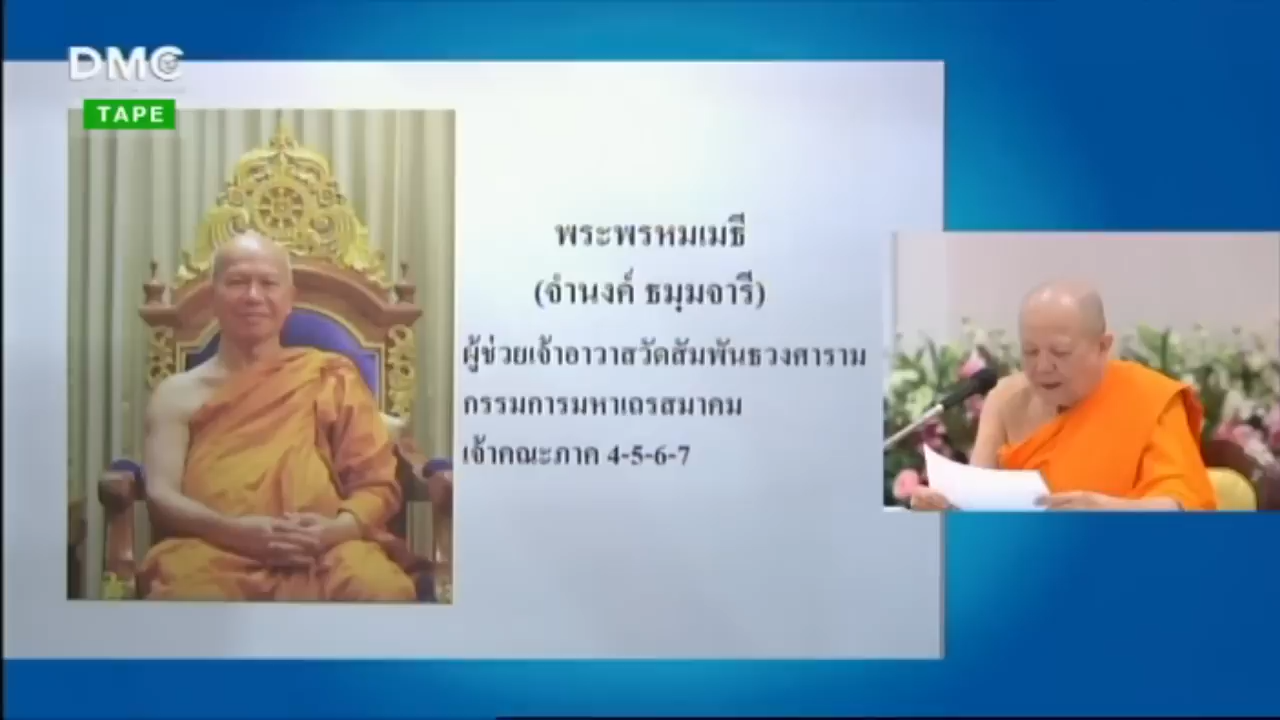 DMC
TAPE
พระพรหมเมธี
(จำนงค์ ธมฺมจารี)
ผู้ช่วยเจ้าอาวาสวัดสัมพันธวงศาราม
กรรมการมหาเถรสมาคม
เจ้าคณะภาค 4-5-6-7